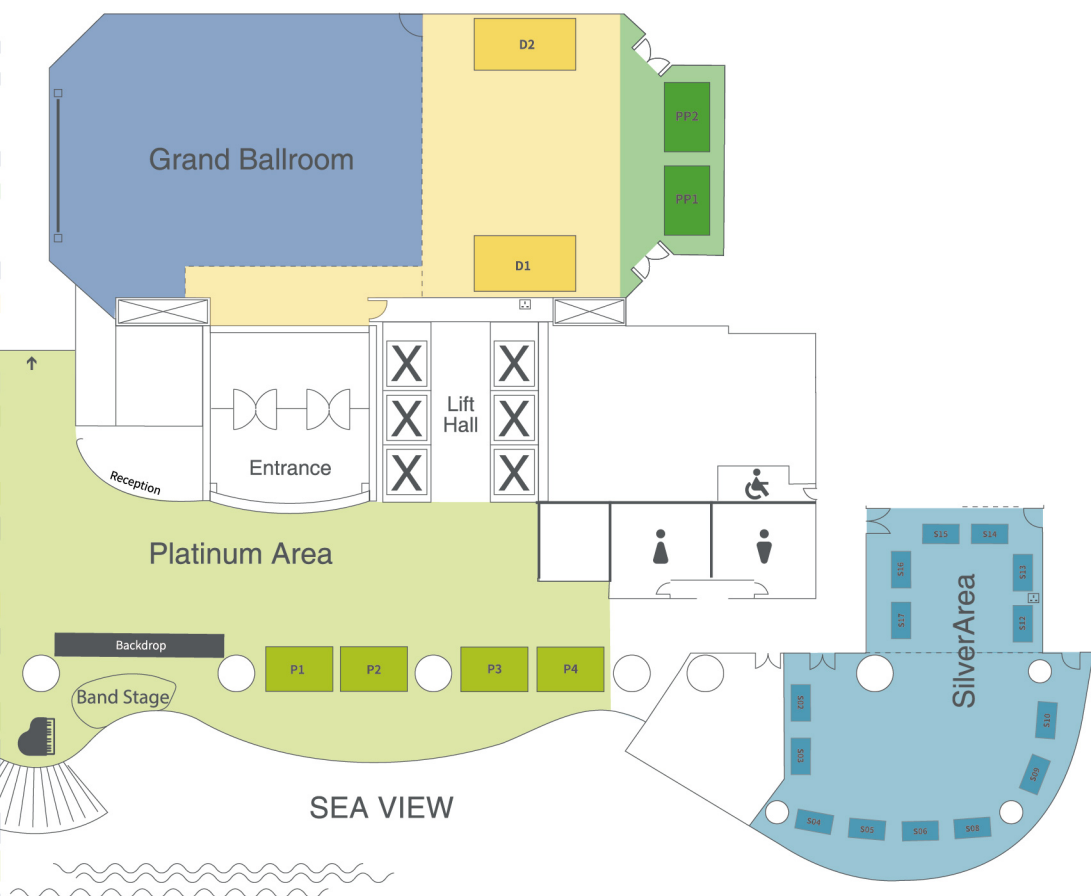 D2
PP2
Grand Ballroom
PP1
D1
X
X
Lift
Hall
X
X
Entrance
X
X
Reception
S15
S14
Platinum Area
S16
S13
S17
S12
Backdrop
SilverArea
P1
P2
P3
P4
Band Stage
S02
S10
S03
S09
SEA VIEW
S04
S05
S06
S08